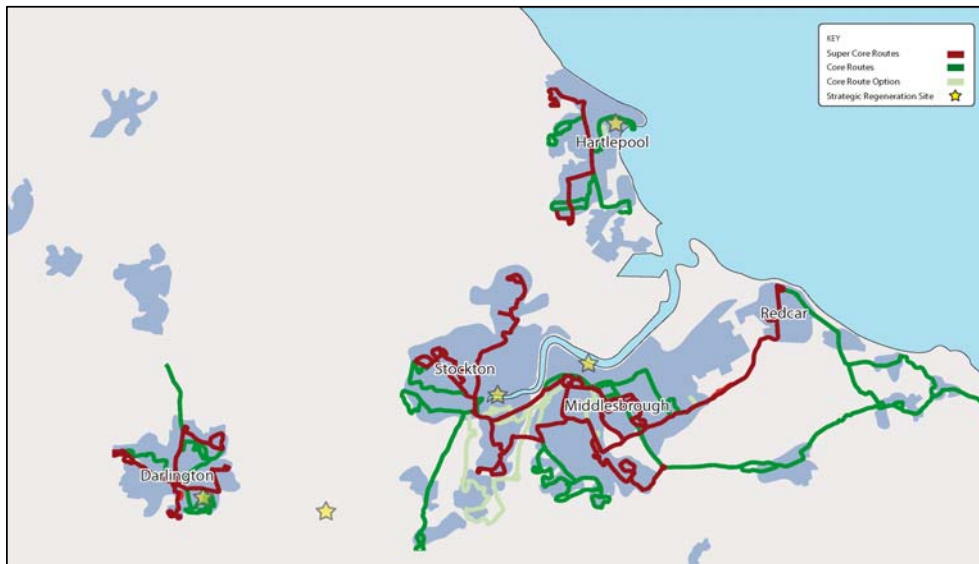 KEY
Super Core Routes
Core Routes
Core Route Option
Strategic Regeneration Site
Hartlepool
Redcar
Stockton
Middlesbrough
Darlington